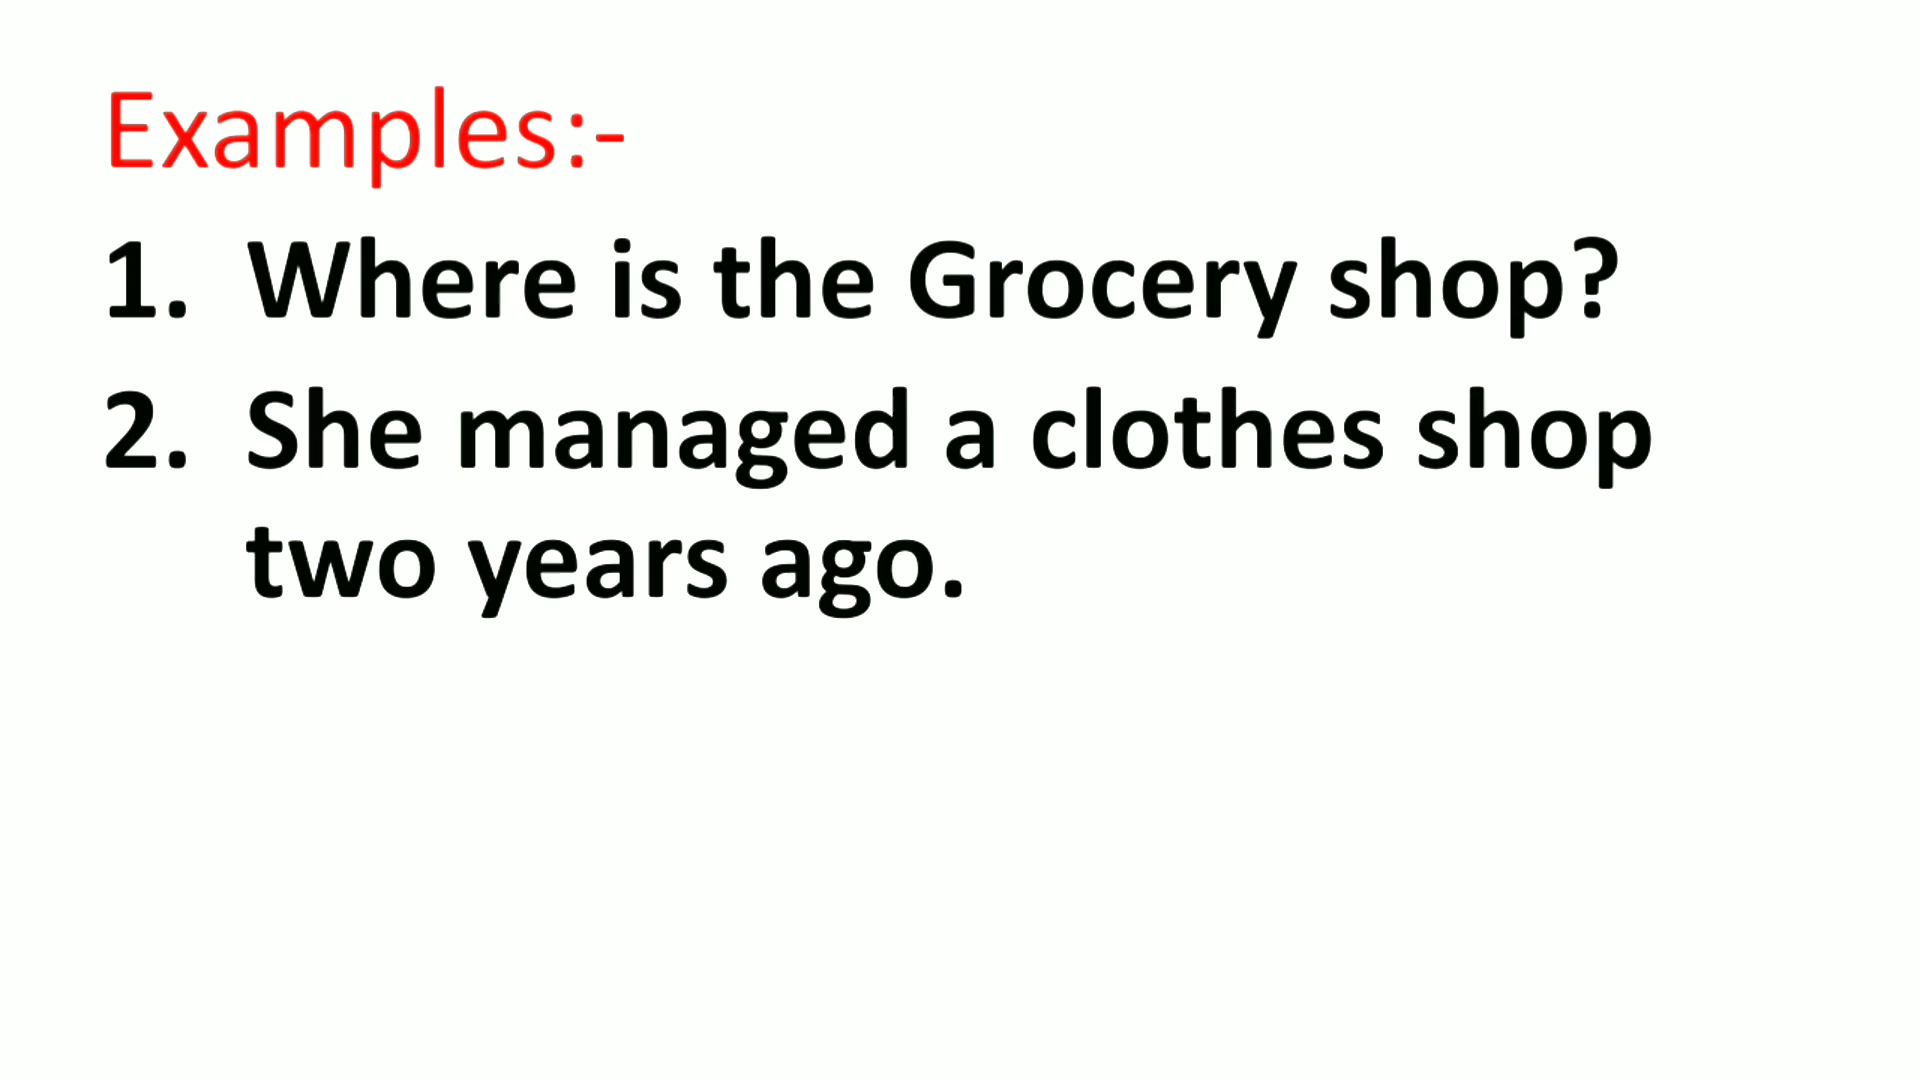 Examples:-
1. Where is the Grocery shop?
2. She managed a clothes shop
two years ago.